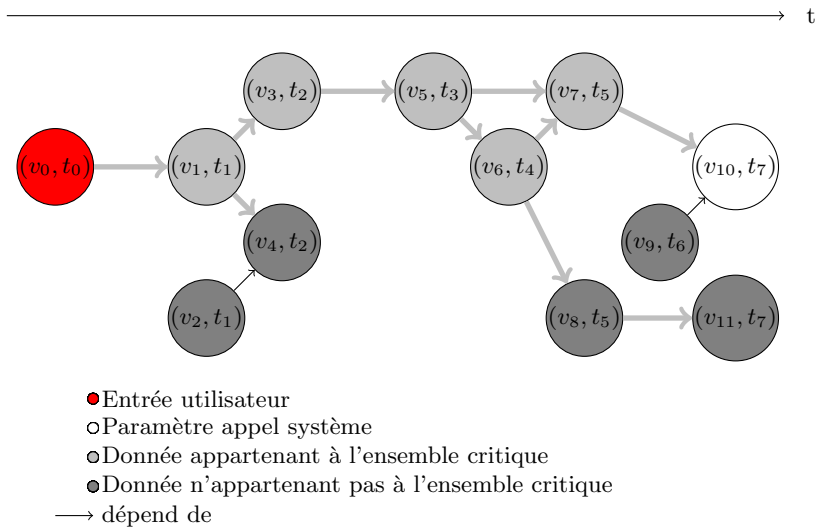 t
(v₃, t₂)
(v₅, t₃)
(v₇, t₅)
(v₀, t₀)
(v₁, t₁)
(v₆, t₄)
(v₁₀, t₇)
(v₄, t₂)
(v₉, t₆)
(v₂, t₁)
(v₈, t₅)
(v₁₁, t₇)
Entrée utilisateur
Paramètre appel système
Donnée appartenant à l'ensemble critique
Donnée n'appartenant pas à l'ensemble critique
dépend de